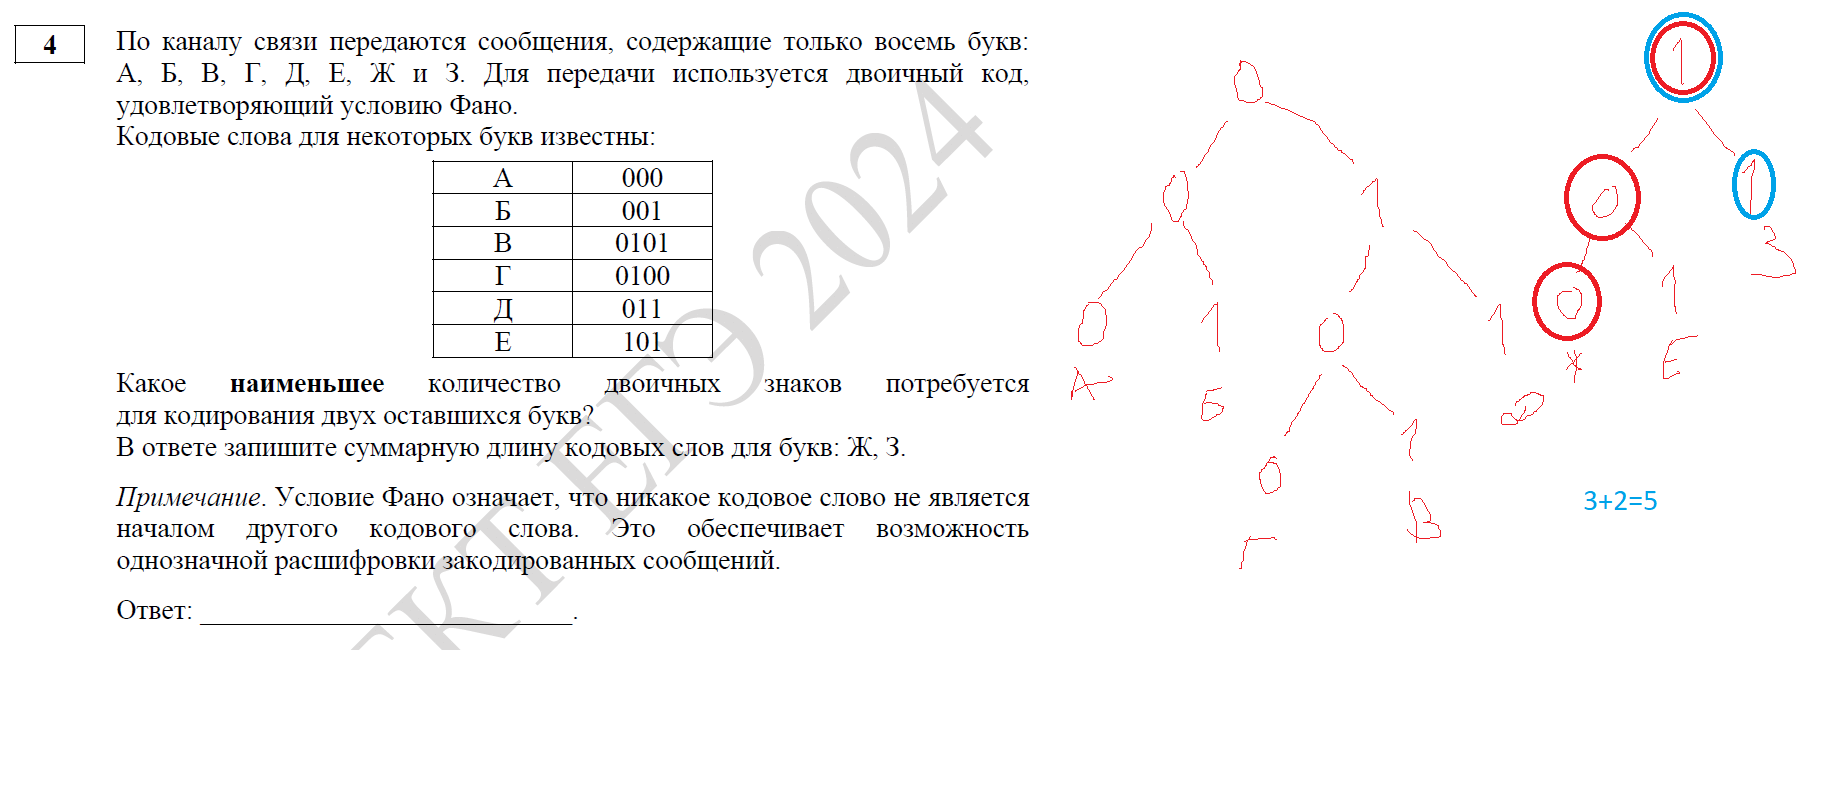 4
По каналу связи передаются сообщения, содержащие только восемь букв:
А, Б, В, Г, Д, Е, Ж и З. Для передачи используется двоичный код,
удовлетворяющий условию Фано.
Кодовые слова для некоторых букв известны:
А 000
Б 001
В 0101
Г 0100
Д 011
Е 101
Какое наименьшее количество двоичных знаков потребуется
для кодирования двух оставшихся букв?
В ответе запишите суммарную длину кодовых слов для букв: Ж, З.
Примечание. Условие Фано означает, что никакое кодовое слово не является
началом другого кодового слова. Это обеспечивает возможность
однозначной расшифровки закодированных сообщений.
Ответ: ___________________________.
ЕКТ ЕГЭ 2024
0 1
0 1 0 1
З
0 1 0 1 0 1
А Б Д Ж Е
0 1
Г В
3+2=5